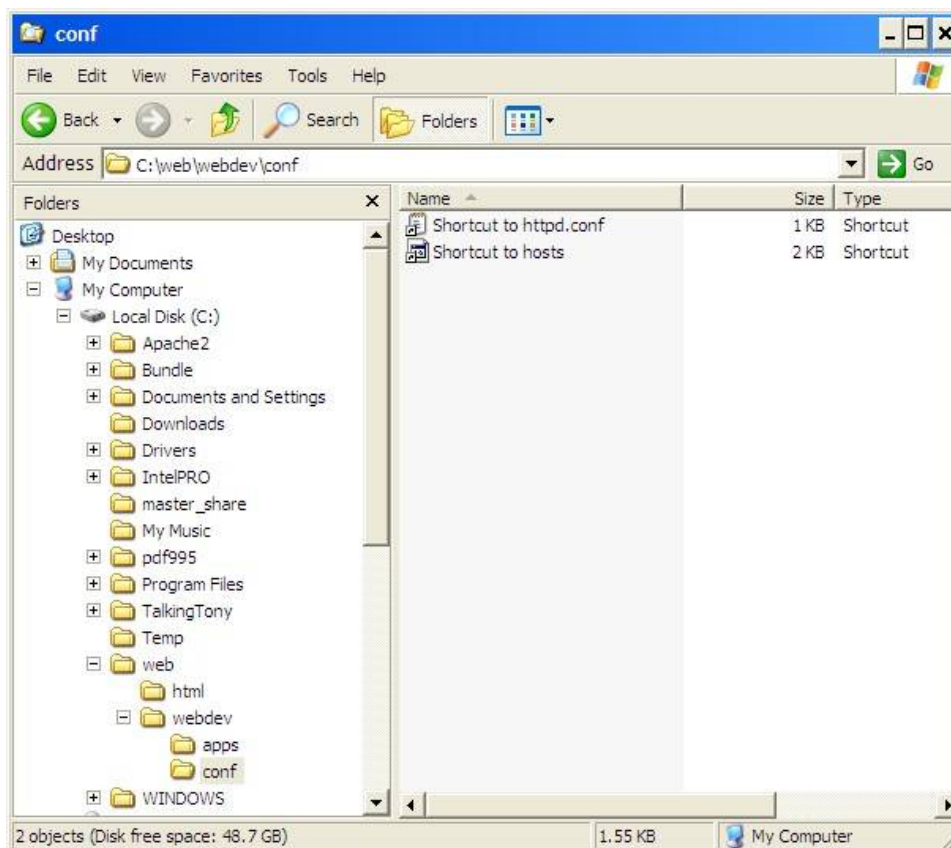 conf
File Edit View Favorites Tools Help
Back Search Folders
Address C:\web\webdev\conf Go
Folders
Desktop
My Documents
My Computer
Local Disk (C:)
Apache2
Bundle
Documents and Settings
Downloads
Drivers
IntelPRO
master_share
My Music
pdf995
Program Files
TalkingTony
Temp
web
html
webdev
apps
conf
WINDOWS
Name Size Type
Shortcut to httpd.conf 1 KB Shortcut
Shortcut to hosts 2 KB Shortcut
2 objects (Disk free space: 48.7 GB) 1.55 KB My Computer